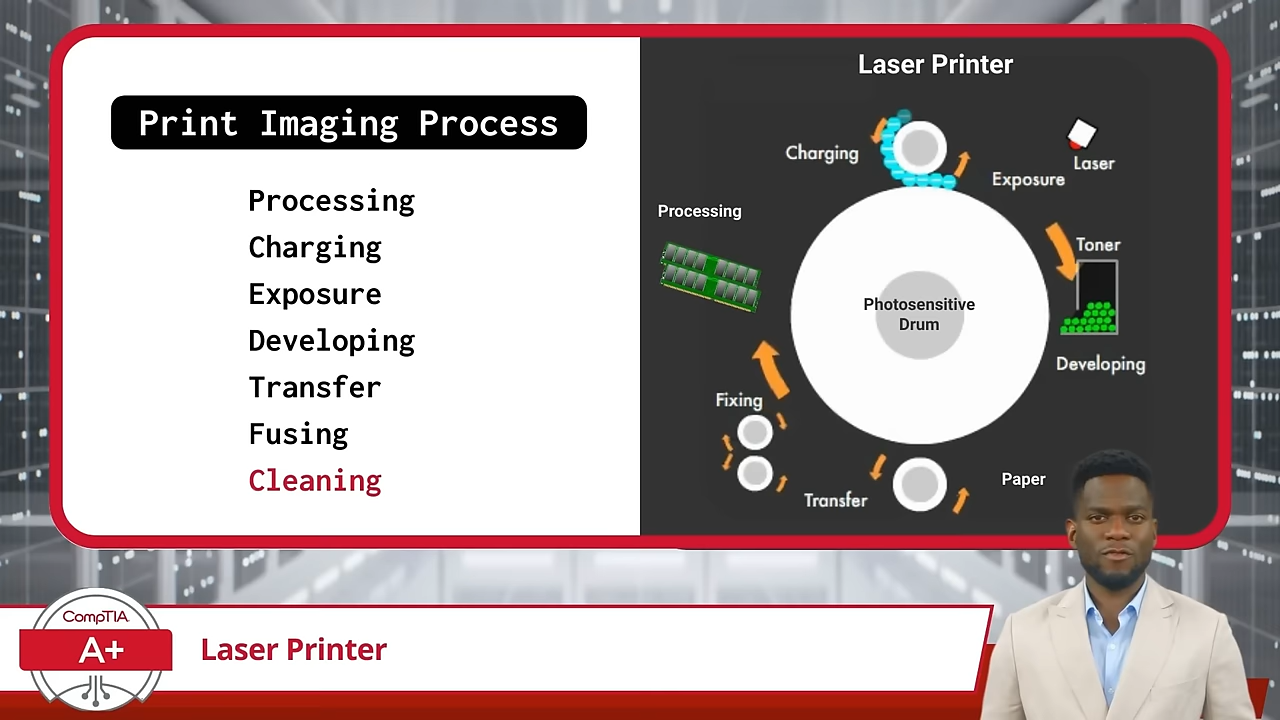 Print Imaging Process
Processing
Charging
Exposure
Developing
Transfer
Fusing
Cleaning
Laser Printer
Charging
Laser
Exposure
Processing
Toner
Photosensitive
Drum
Developing
Fixing
Paper
Transfer
CompTIA
A+
Laser Printer